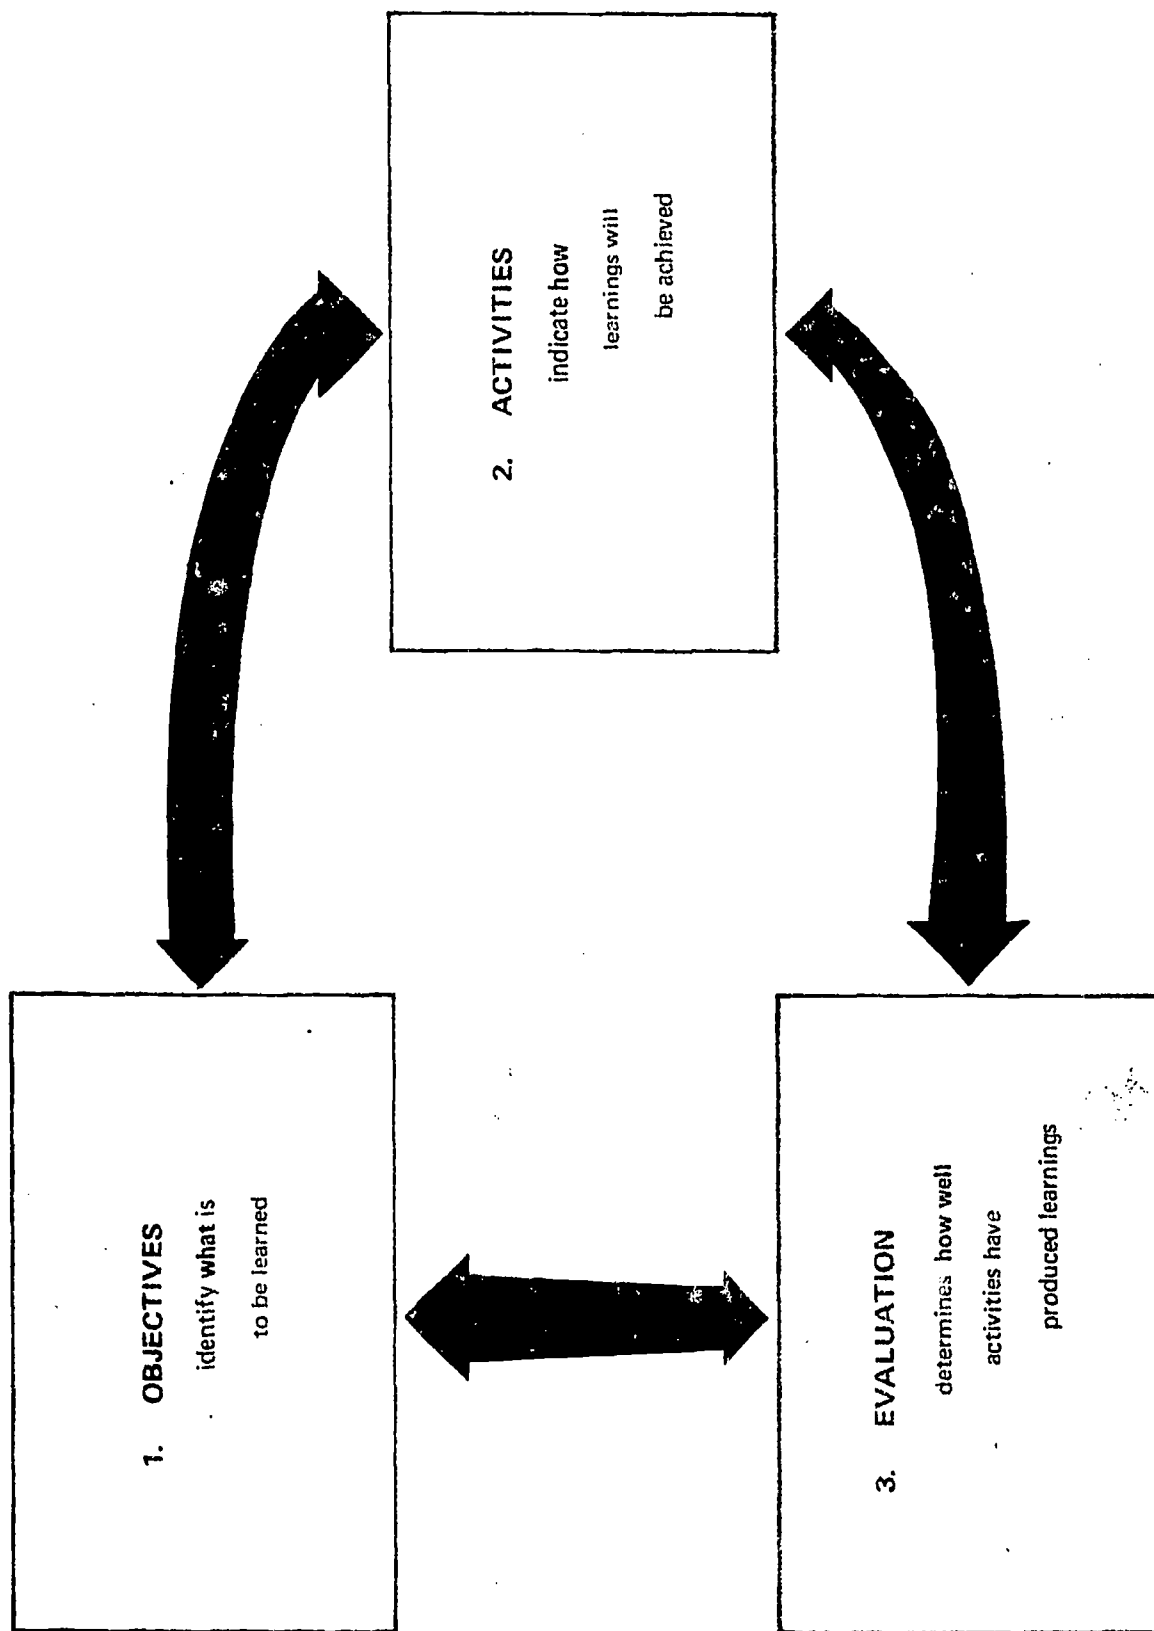 1. OBJECTIVES
identify what is
to be learned
2. ACTIVITIES
indicate how
learnings will
be achieved
3. EVALUATION
determines how well
activities have
produced learnings